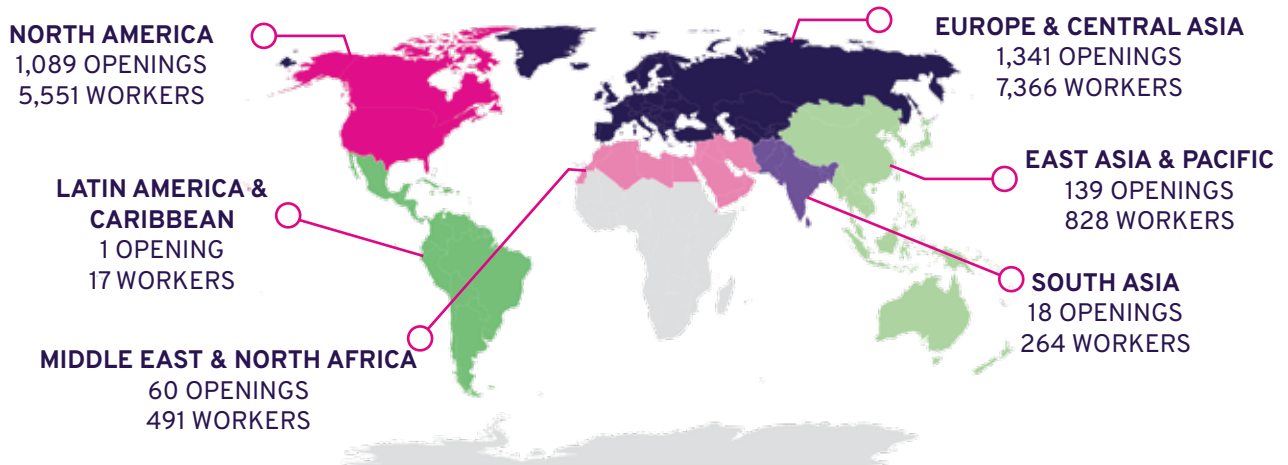 NORTH AMERICA
1,089 OPENINGS
5,551 WORKERS
EUROPE & CENTRAL ASIA
1,341 OPENINGS
7,366 WORKERS
LATIN AMERICA &
CARIBBEAN
1 OPENING
17 WORKERS
EAST ASIA & PACIFIC
139 OPENINGS
828 WORKERS
SOUTH ASIA
18 OPENINGS
264 WORKERS
MIDDLE EAST & NORTH AFRICA
60 OPENINGS
491 WORKERS